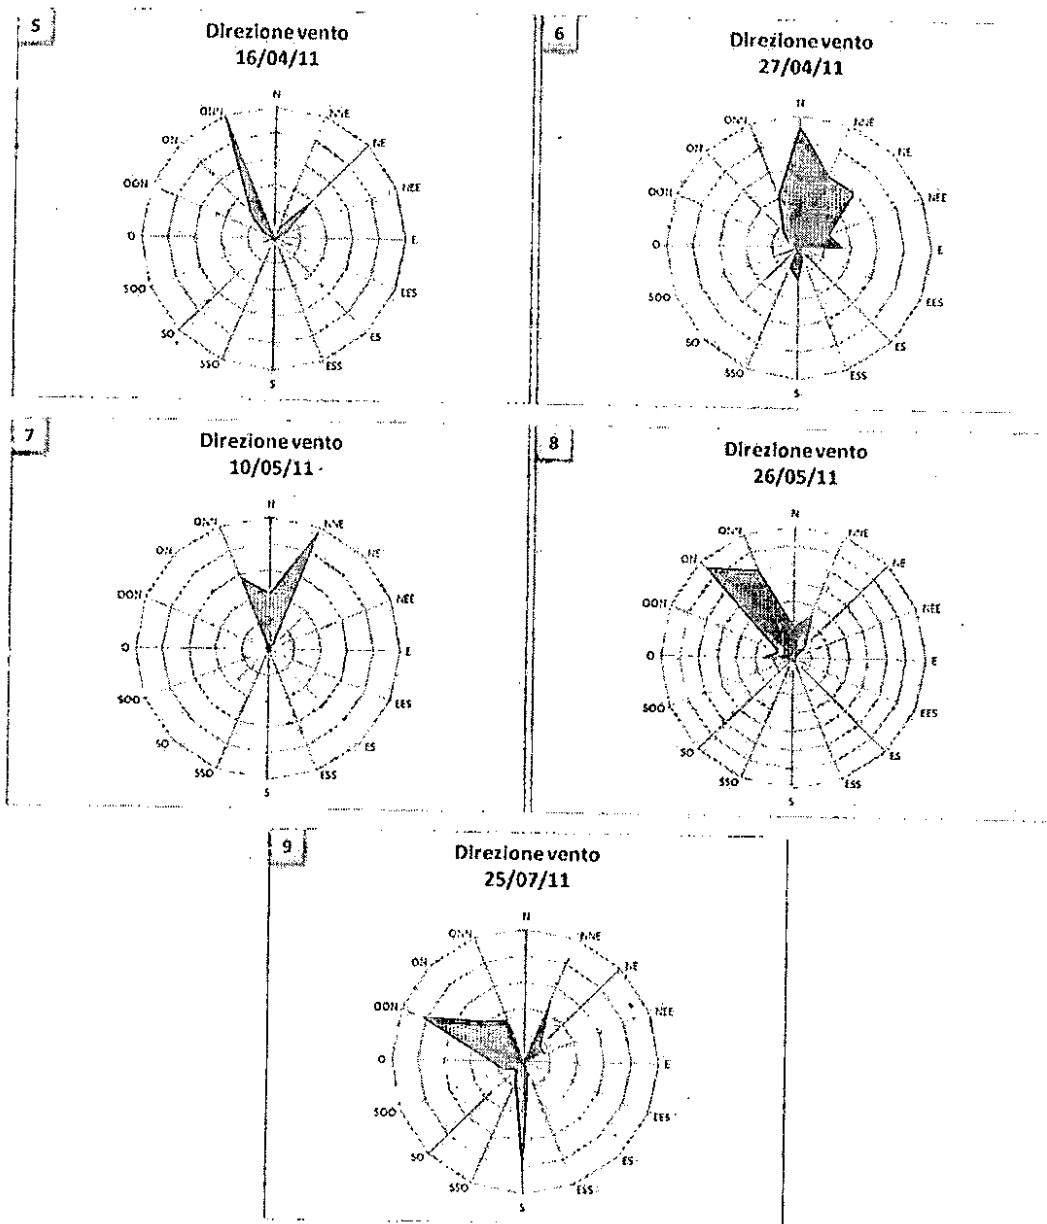 5
Direzione vento
16/04/11
N
NNE
NE
NEE
E
EES
ES
ESS
S
SSO
SO
SOO
O
OON
ON
ONN
6
Direzione vento
27/04/11
N
NNE
NE
NEE
E
EES
ES
ESS
S
SSO
SO
SOO
O
OON
ON
ONN
7
Direzione vento
10/05/11
N
NNE
NE
NEE
E
EES
ES
ESS
S
SSO
SO
SOO
O
OON
ON
ONN
8
Direzione vento
26/05/11
N
NNE
NE
NEE
E
EES
ES
ESS
S
SSO
SO
SOO
O
OON
ON
ONN
9
Direzione vento
25/07/11
N
NNE
NE
NEE
E
EES
ES
ESS
S
SSO
SO
SOO
O
OON
ON
ONN